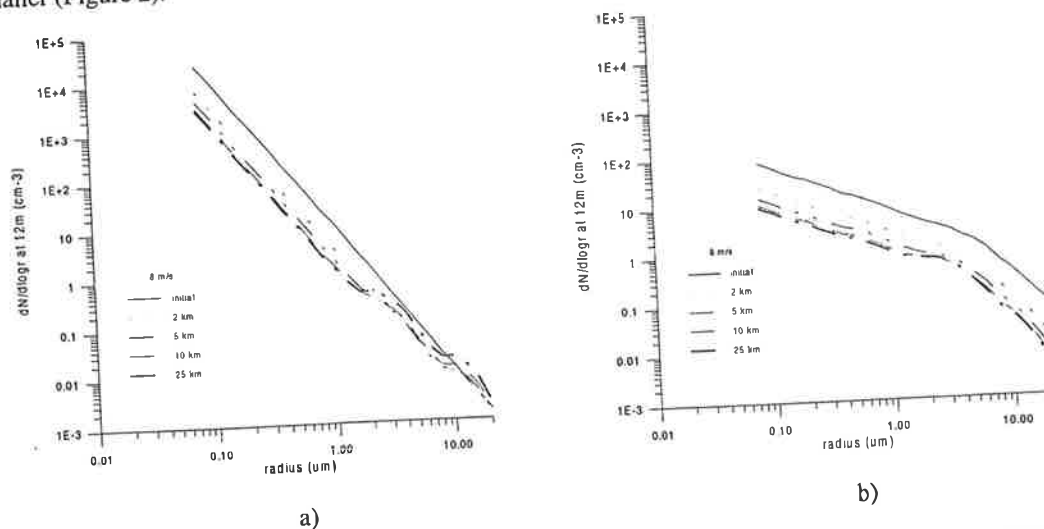 (Figure 2).
1E+5
1E+4
1E+3
1E+2
10
1
0.1
0.01
1E-3
dN/dlogr at 12m (cm-3)
8 m/s
initial
2 km
5 km
10 km
25 km
0.01
0.10
1.00
10.00
radius (um)
a)
1E+5
1E+4
1E+3
1E+2
10
1
0.1
0.01
1E-3
dN/dlogr at 12m (cm-3)
m/s
initial
2 km
5 km
10 km
25 km
0.01
0.10
1.00
10.00
radius (um)
b)